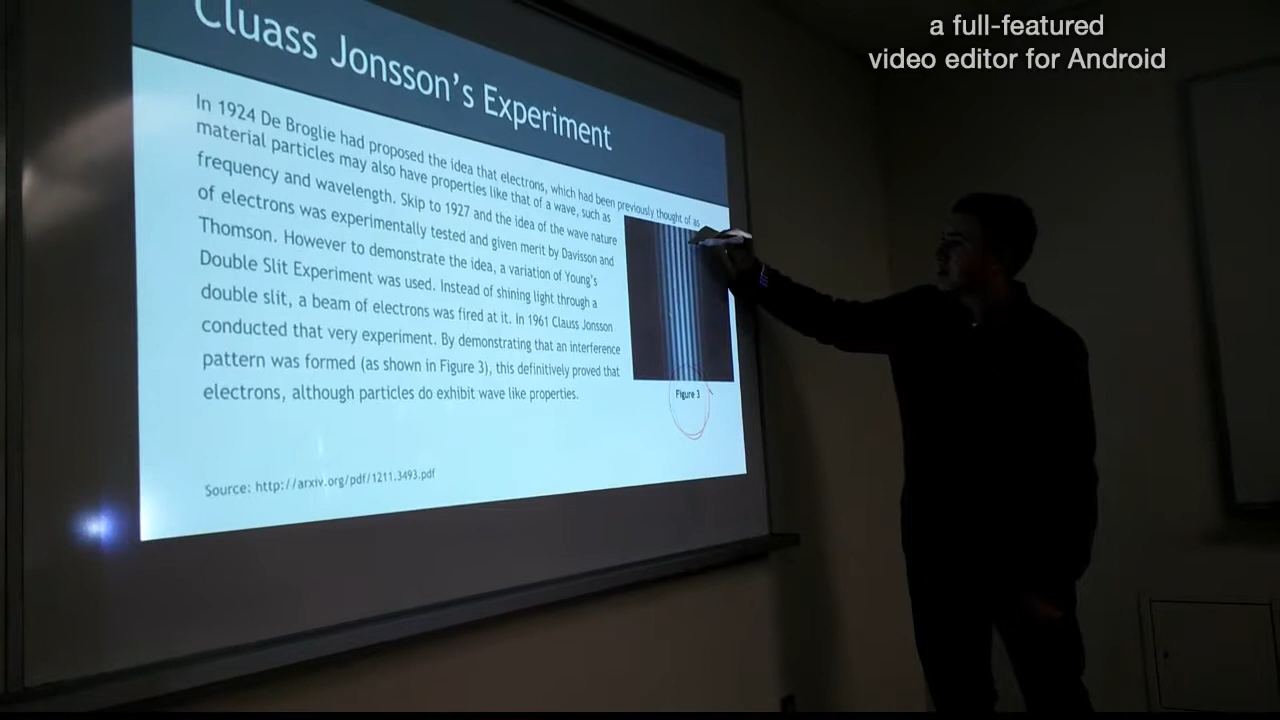 a full-featured
video editor for Android
Cluass Jonsson's Experiment
In 1924 De Broglie had proposed the idea that electrons, which had been previously thought of as
material particles may also have properties like that of a wave, such as
frequency and wavelength. Skip to 1927 and the idea of the wave nature
of electrons was experimentally tested and given merit by Davisson and
Thomson. However to demonstrate the idea, a variation of Young's
Double Slit Experiment was used. Instead of shining light through a
double slit, a beam of electrons was fired at it. In 1961 Clauss Jonsson
conducted that very experiment. By demonstrating that an interference
pattern was formed (as shown in Figure 3), this definitively proved that
electrons, although particles do exhibit wave like properties.
Figure 3
Source: http://arxiv.org/pdf/1211.3493.pdf